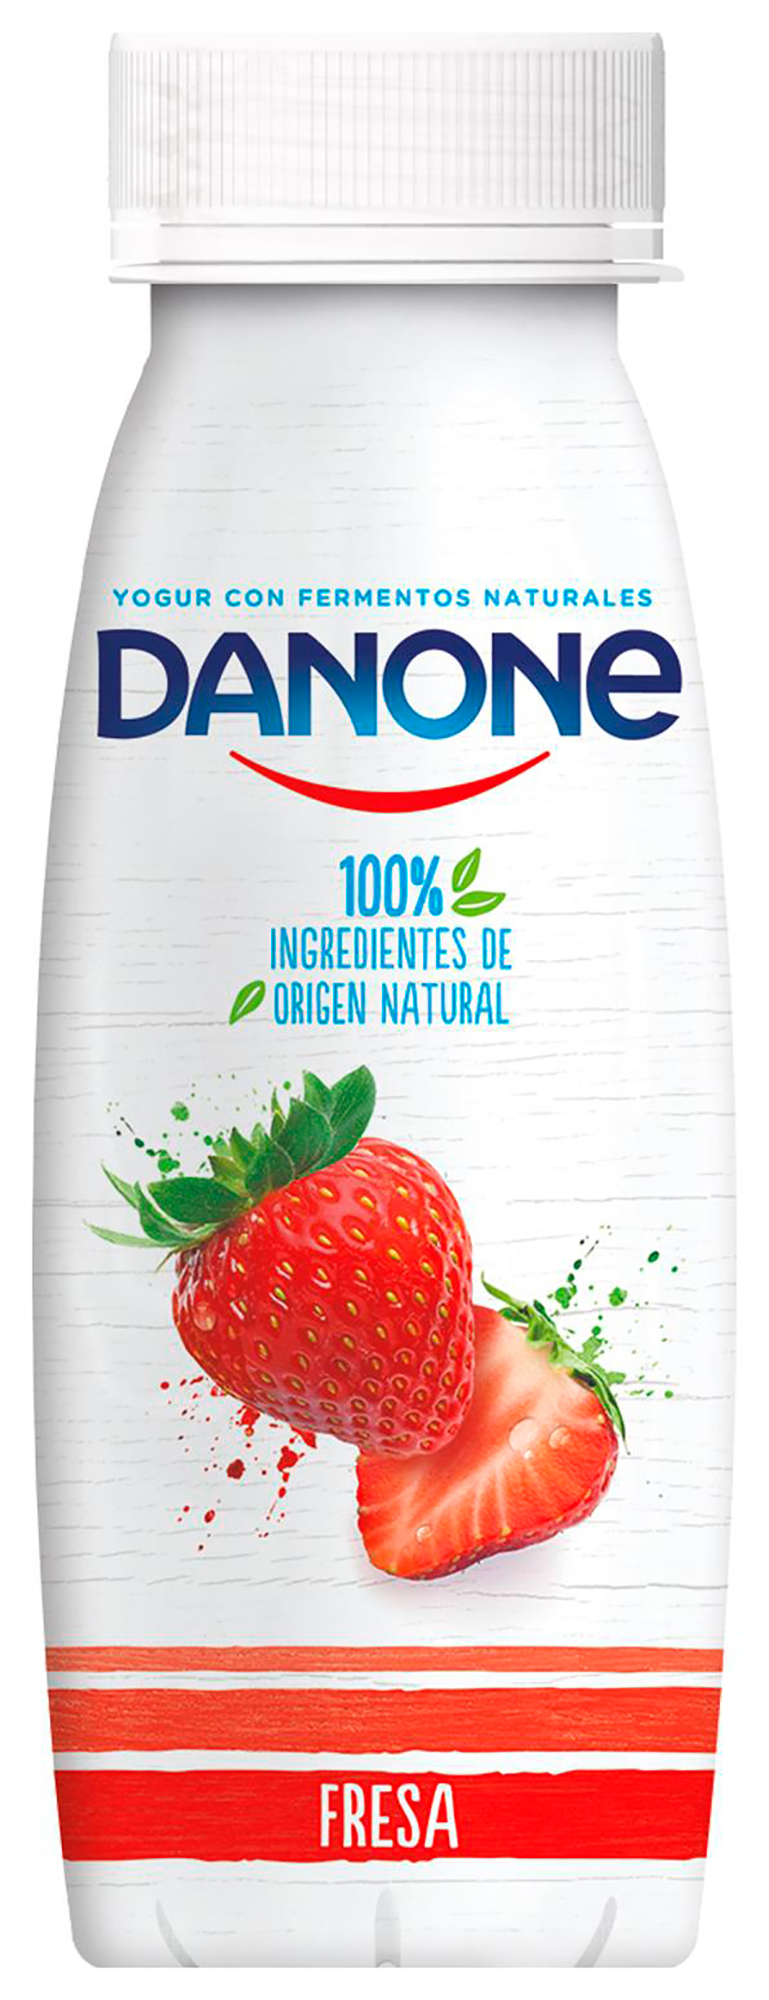 YOGUR CON FERMENTOS NATURALES
DANONe
100%
INGREDIENTES DE
ORIGEN NATURAL
FRESA